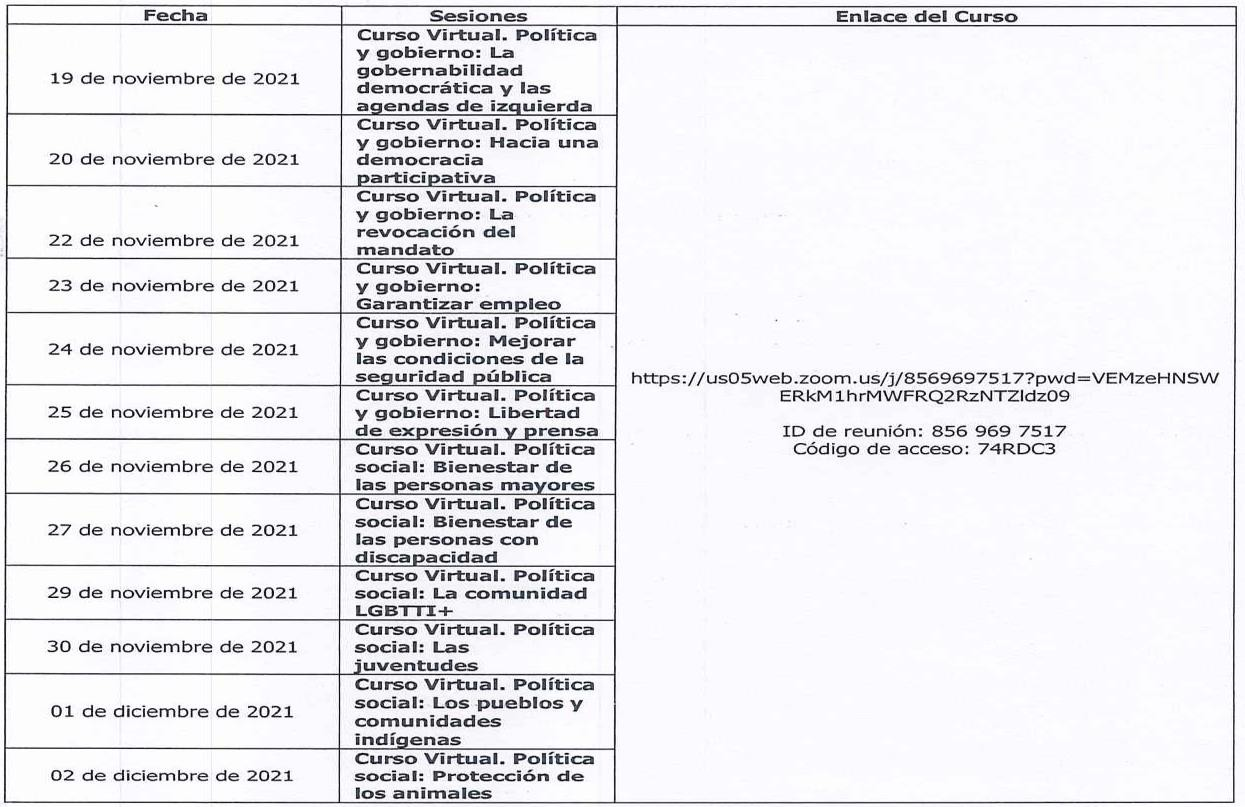 Fecha
Sesiones
Enlace del Curso
19 de noviembre de 2021
Curso Virtual. Política
y gobierno: La
gobernabilidad
democrática y las
agendas de izquierda
20 de noviembre de 2021
Curso Virtual. Política
y gobierno: Hacia una
democracia
participativa
22 de noviembre de 2021
Curso Virtual. Política
y gobierno: La
revocación del
mandato
23 de noviembre de 2021
Curso Virtual. Política
y gobierno:
Garantizar empleo
24 de noviembre de 2021
Curso Virtual. Política
y gobierno: Mejorar
las condiciones de la
seguridad pública
25 de noviembre de 2021
Curso Virtual. Política
y gobierno: Libertad
de expresión y prensa
26 de noviembre de 2021
Curso Virtual. Política
social: Bienestar de
las personas mayores
27 de noviembre de 2021
Curso Virtual. Política
social: Bienestar de
las personas con
discapacidad
29 de noviembre de 2021
Curso Virtual. Política
social: La comunidad
LGBTTI+
30 de noviembre de 2021
Curso Virtual. Política
social: Las
juventudes
01 de diciembre de 2021
Curso Virtual. Política
social: Los pueblos y
comunidades
indígenas
02 de diciembre de 2021
Curso Virtual. Política
social: Protección de
los animales
https://us05web.zoom.us/j/8569697517?pwd=VEMzeHNSW
ERkM1hrMWFRQ2RzNTZldz09
ID de reunión: 856 969 7517
Código de acceso: 74RDC3